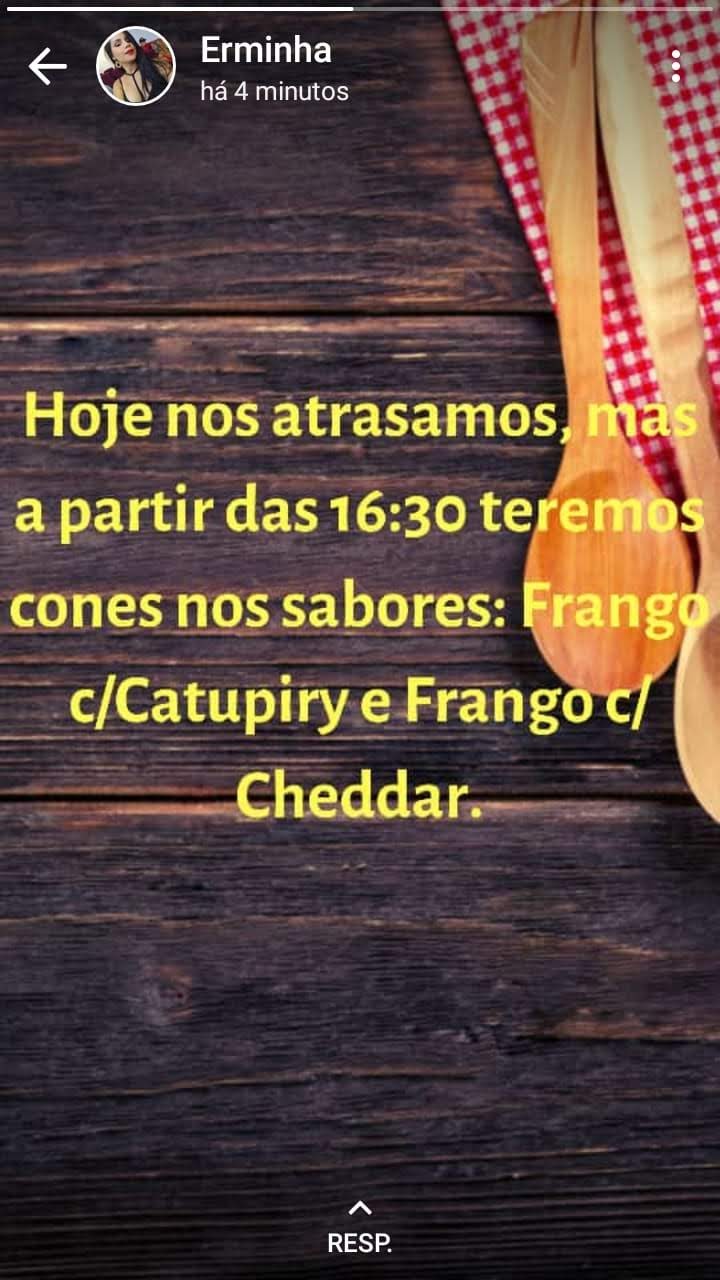 Erminha
há 4 minutos
Hoje nos atrasamos, mas
a partir das 16:30 teremos
cones nos sabores: Frango
c/Catupiry e Frango c/
Cheddar.
RESP.